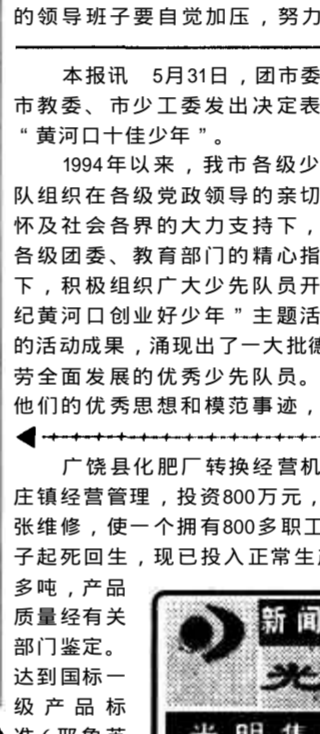 的领导班子要自觉加压，努力
本报讯 5月31日，团市委
市教委、市少工委发出决定表
“黄河口十佳少年”。
1994年以来，我市各级少
队组织在各级党政领导的亲切
怀及社会各界的大力支持下，
各级团委、教育部门的精心指
下，积极组织广大少先队员开
纪黄河口创业好少年”主题活
的活动成果，涌现出了一大批德
劳全面发展的优秀少先队员。
他们的优秀思想和模范事迹，
广饶县化肥厂转换经营机
庄镇经营管理，投资800万元，
张维修，使一个拥有800多职工
子起死回生，现已投入正常生产
多吨，产品
质量经有关
部门鉴定。
达到国标一
级产品标
新闻
光
光明集